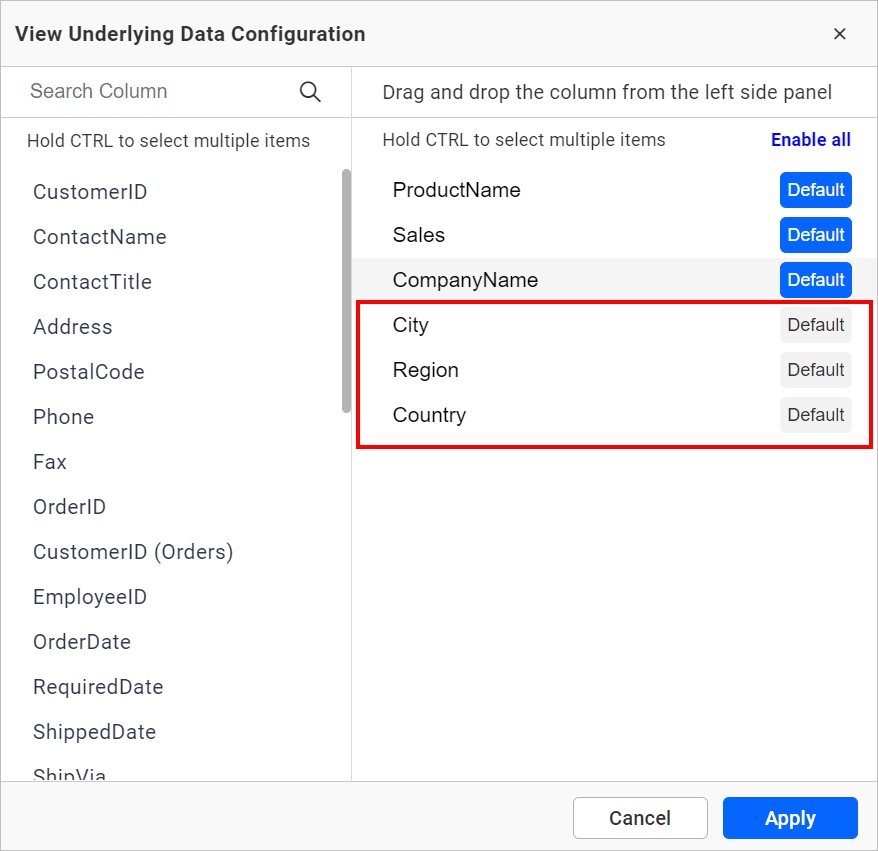 View Underlying Data Configuration
Search Column
Hold CTRL to select multiple items
CustomerID
ContactName
ContactTitle
Address
PostalCode
Phone
Fax
OrderID
CustomerID (Orders)
EmployeeID
OrderDate
RequiredDate
ShippedDate
ShipVia
Drag and drop the column from the left side panel
Hold CTRL to select multiple items Enable all
ProductName Default
Sales Default
CompanyName Default
City Default
Region Default
Country Default
Cancel Apply